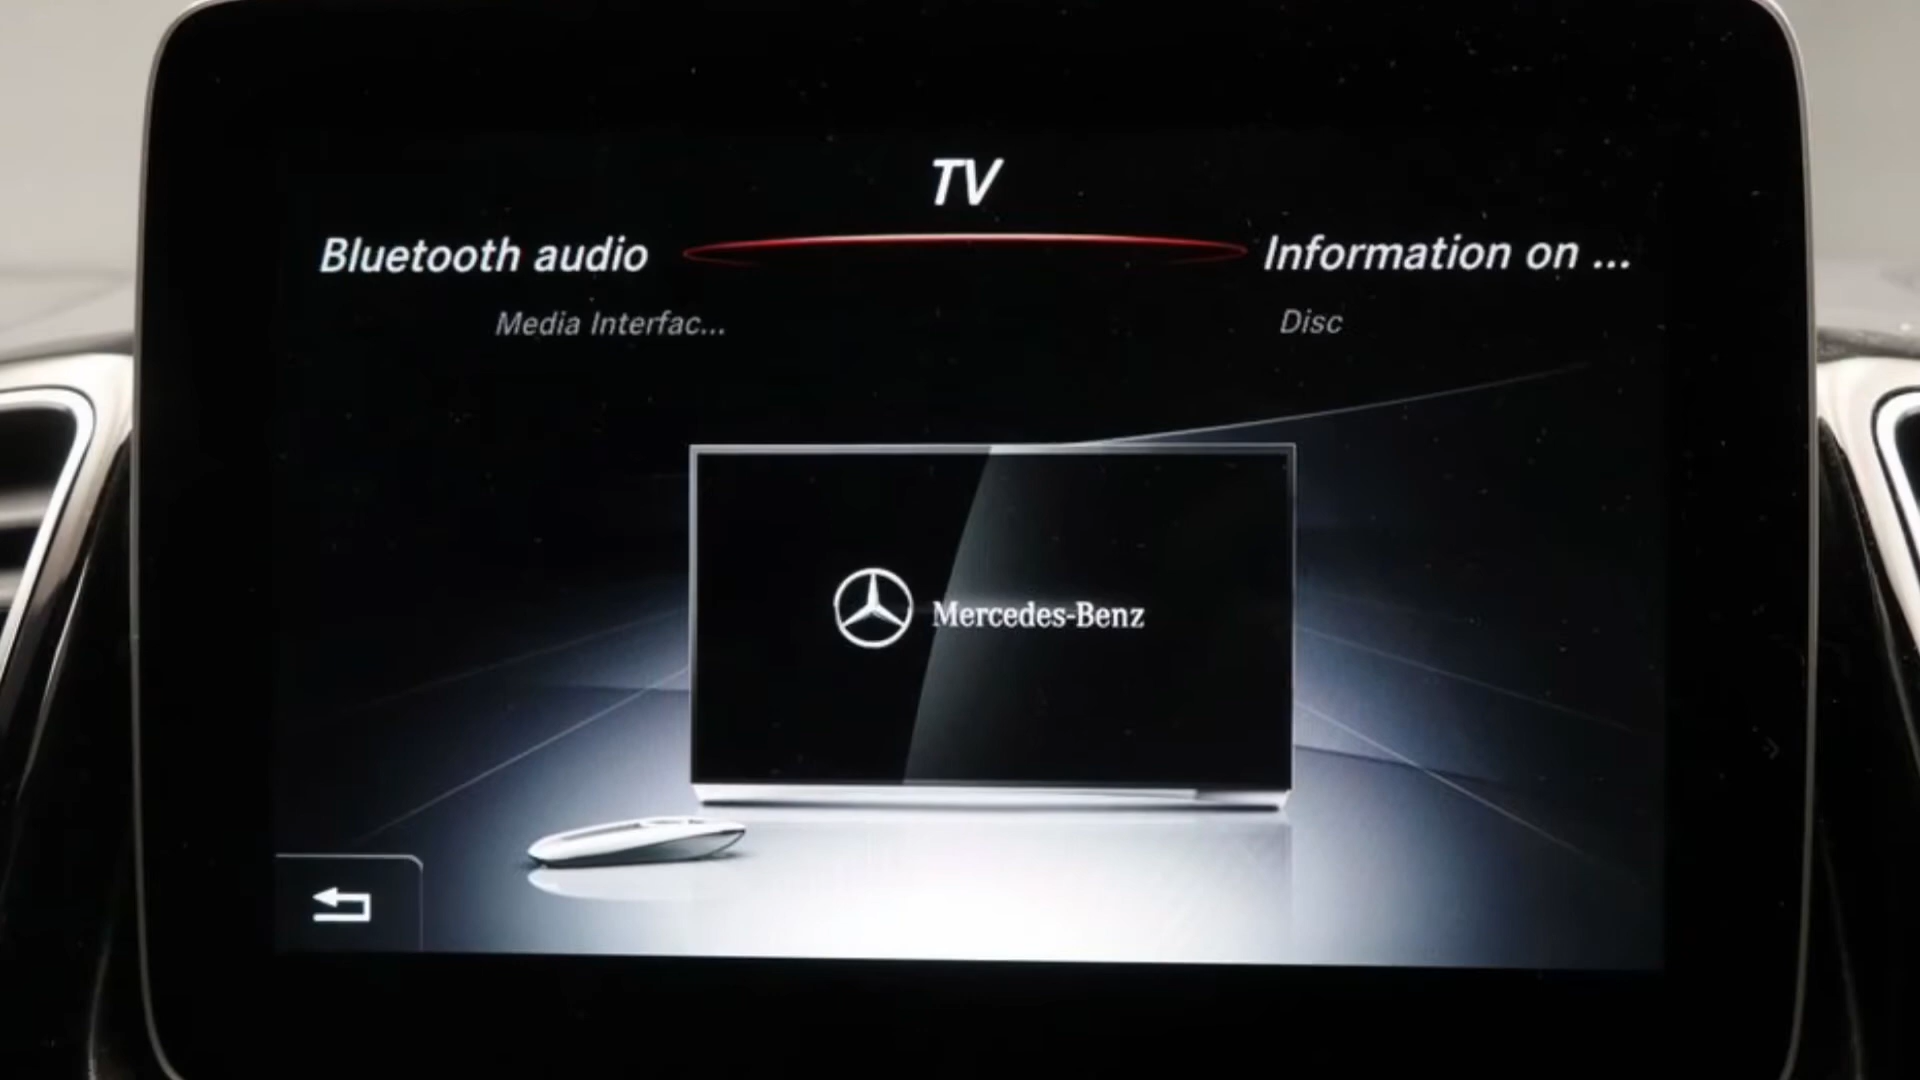 TV
Bluetooth audio
Information on ...
Media Interfac...
Disc
Mercedes-Benz